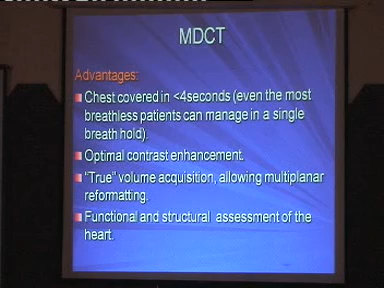 MDCT
Advantages:
Chest covered in <4seconds (even the most
breathless patients can manage in a single
breath hold).
Optimal contrast enhancement.
"True" volume acquisition, allowing multiplanar
reformatting.
Functional and structural assessment of the
heart.